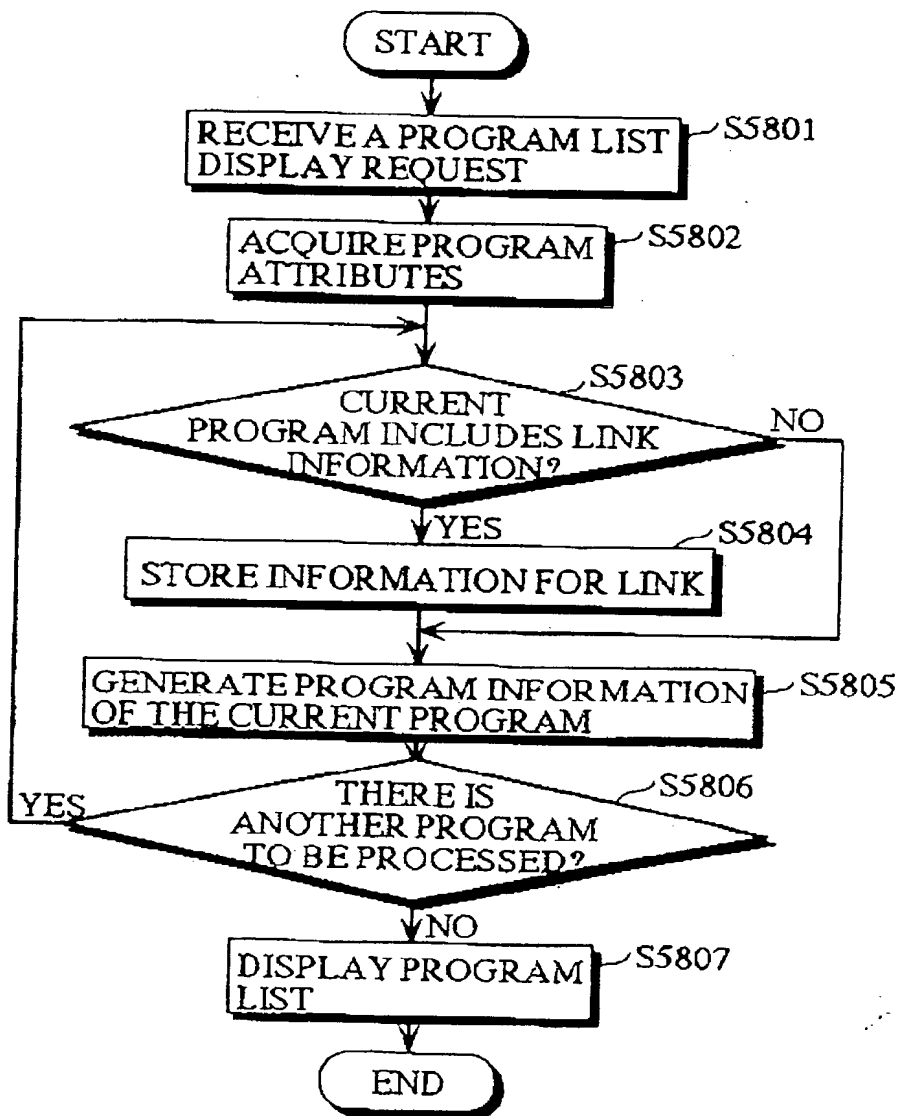 START
RECEIVE A PROGRAM LIST
DISPLAY REQUEST
S5801
ACQUIRE PROGRAM
ATTRIBUTES
S5802
CURRENT
PROGRAM INCLUDES LINK
INFORMATION?
S5803
NO
YES
STORE INFORMATION FOR LINK
S5804
GENERATE PROGRAM INFORMATION
OF THE CURRENT PROGRAM
S5805
THERE IS
ANOTHER PROGRAM
TO BE PROCESSED?
S5806
YES
NO
DISPLAY PROGRAM
LIST
S5807
END